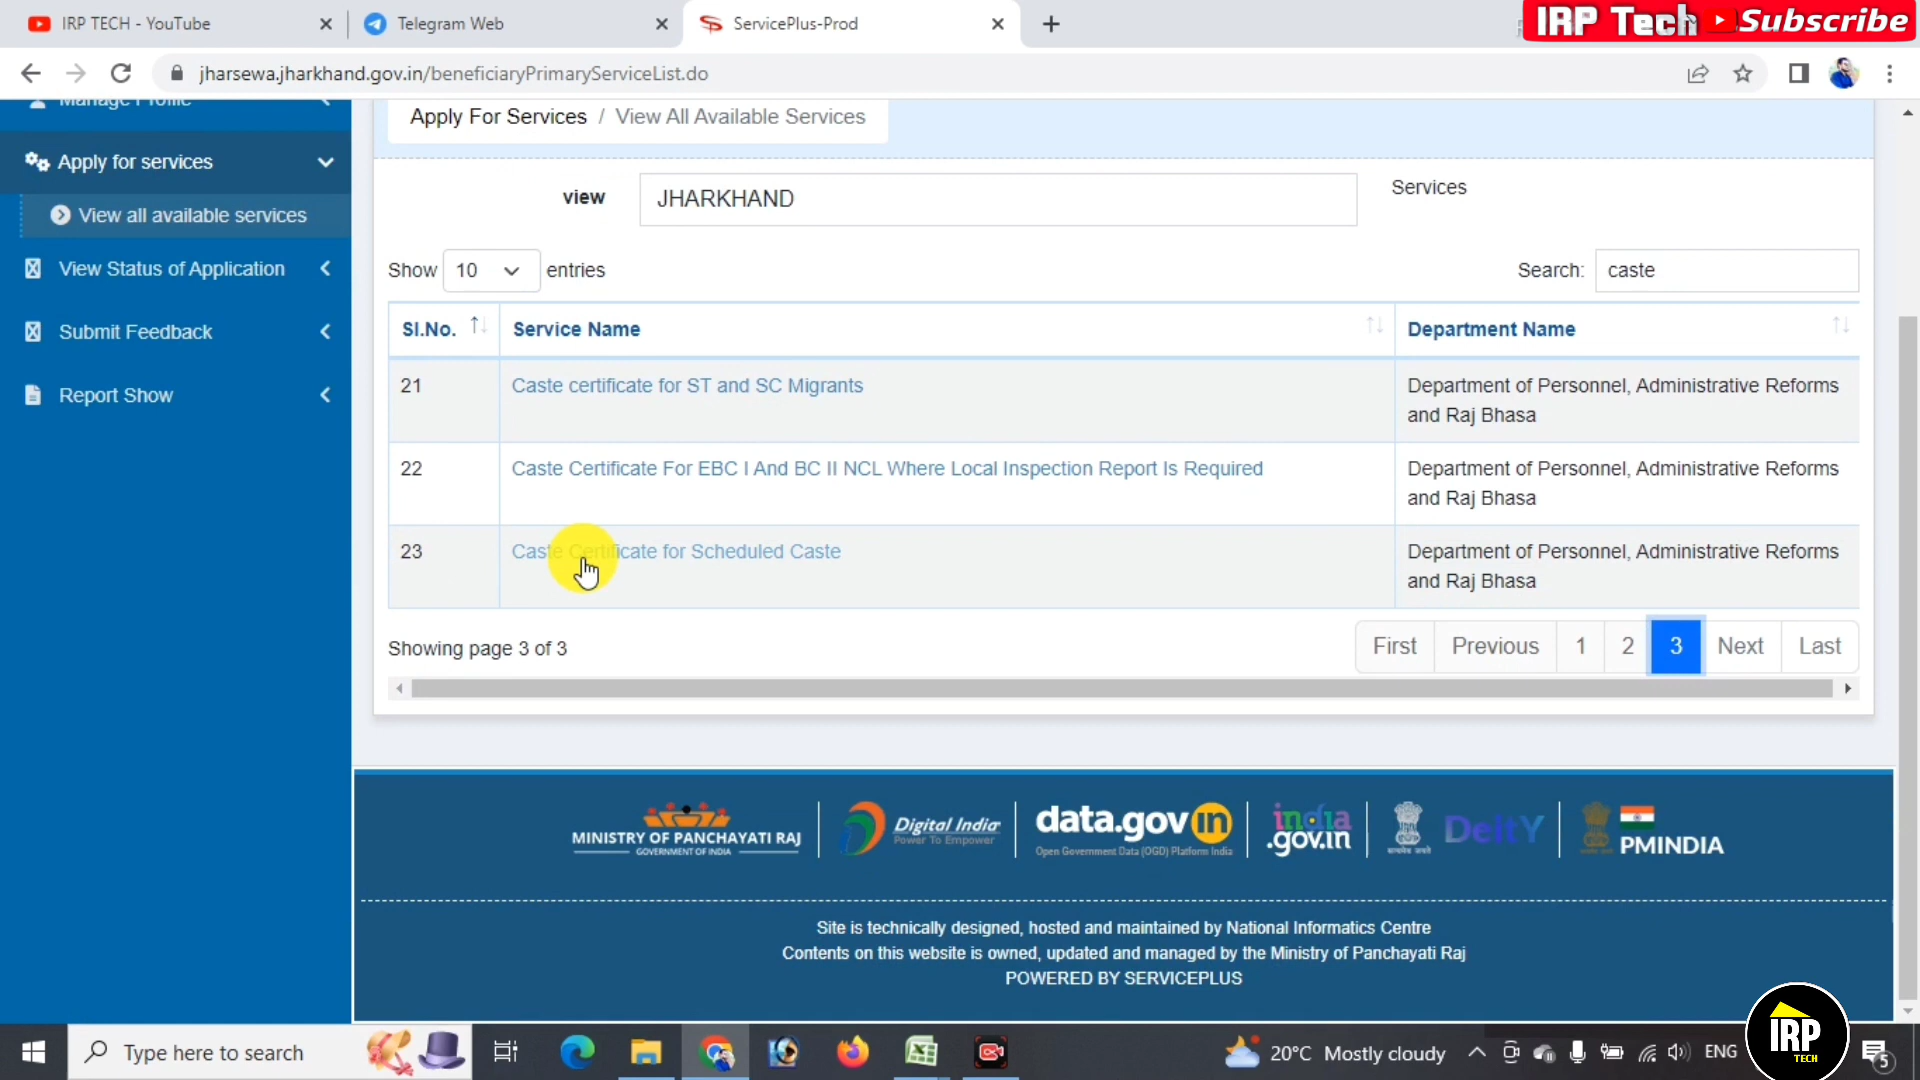 IRP TECH - YouTube
Telegram Web
ServicePlus-Prod
IRP Tech Subscribe
jharsewa.jharkhand.gov.in/beneficiaryPrimaryServiceList.do
Manage Profile
Apply For Services / View All Available Services
Apply for services
view JHARKHAND Services
View all available services
View Status of Application
Show 10 entries Search: caste
Submit Feedback
Sl.No. Service Name Department Name
Report Show
21 Caste certificate for ST and SC Migrants Department of Personnel, Administrative Reforms
and Raj Bhasa
22 Caste Certificate For EBC I And BC II NCL Where Local Inspection Report Is Required Department of Personnel, Administrative Reforms
and Raj Bhasa
23 Caste Certificate for Scheduled Caste Department of Personnel, Administrative Reforms
and Raj Bhasa
Showing page 3 of 3 First Previous 1 2 3 Next Last
MINISTRY OF PANCHAYATI RAJ
GOVERNMENT OF INDIA
Digital India
Power To Empower
data.gov in
Open Government Data (OGD) Platform India
india
.gov.in
DeitY
PMINDIA
Site is technically designed, hosted and maintained by National Informatics Centre
Contents on this website is owned, updated and managed by the Ministry of Panchayati Raj
POWERED BY SERVICEPLUS
Type here to search
20°C Mostly cloudy
ENG
IRP
TECH
5